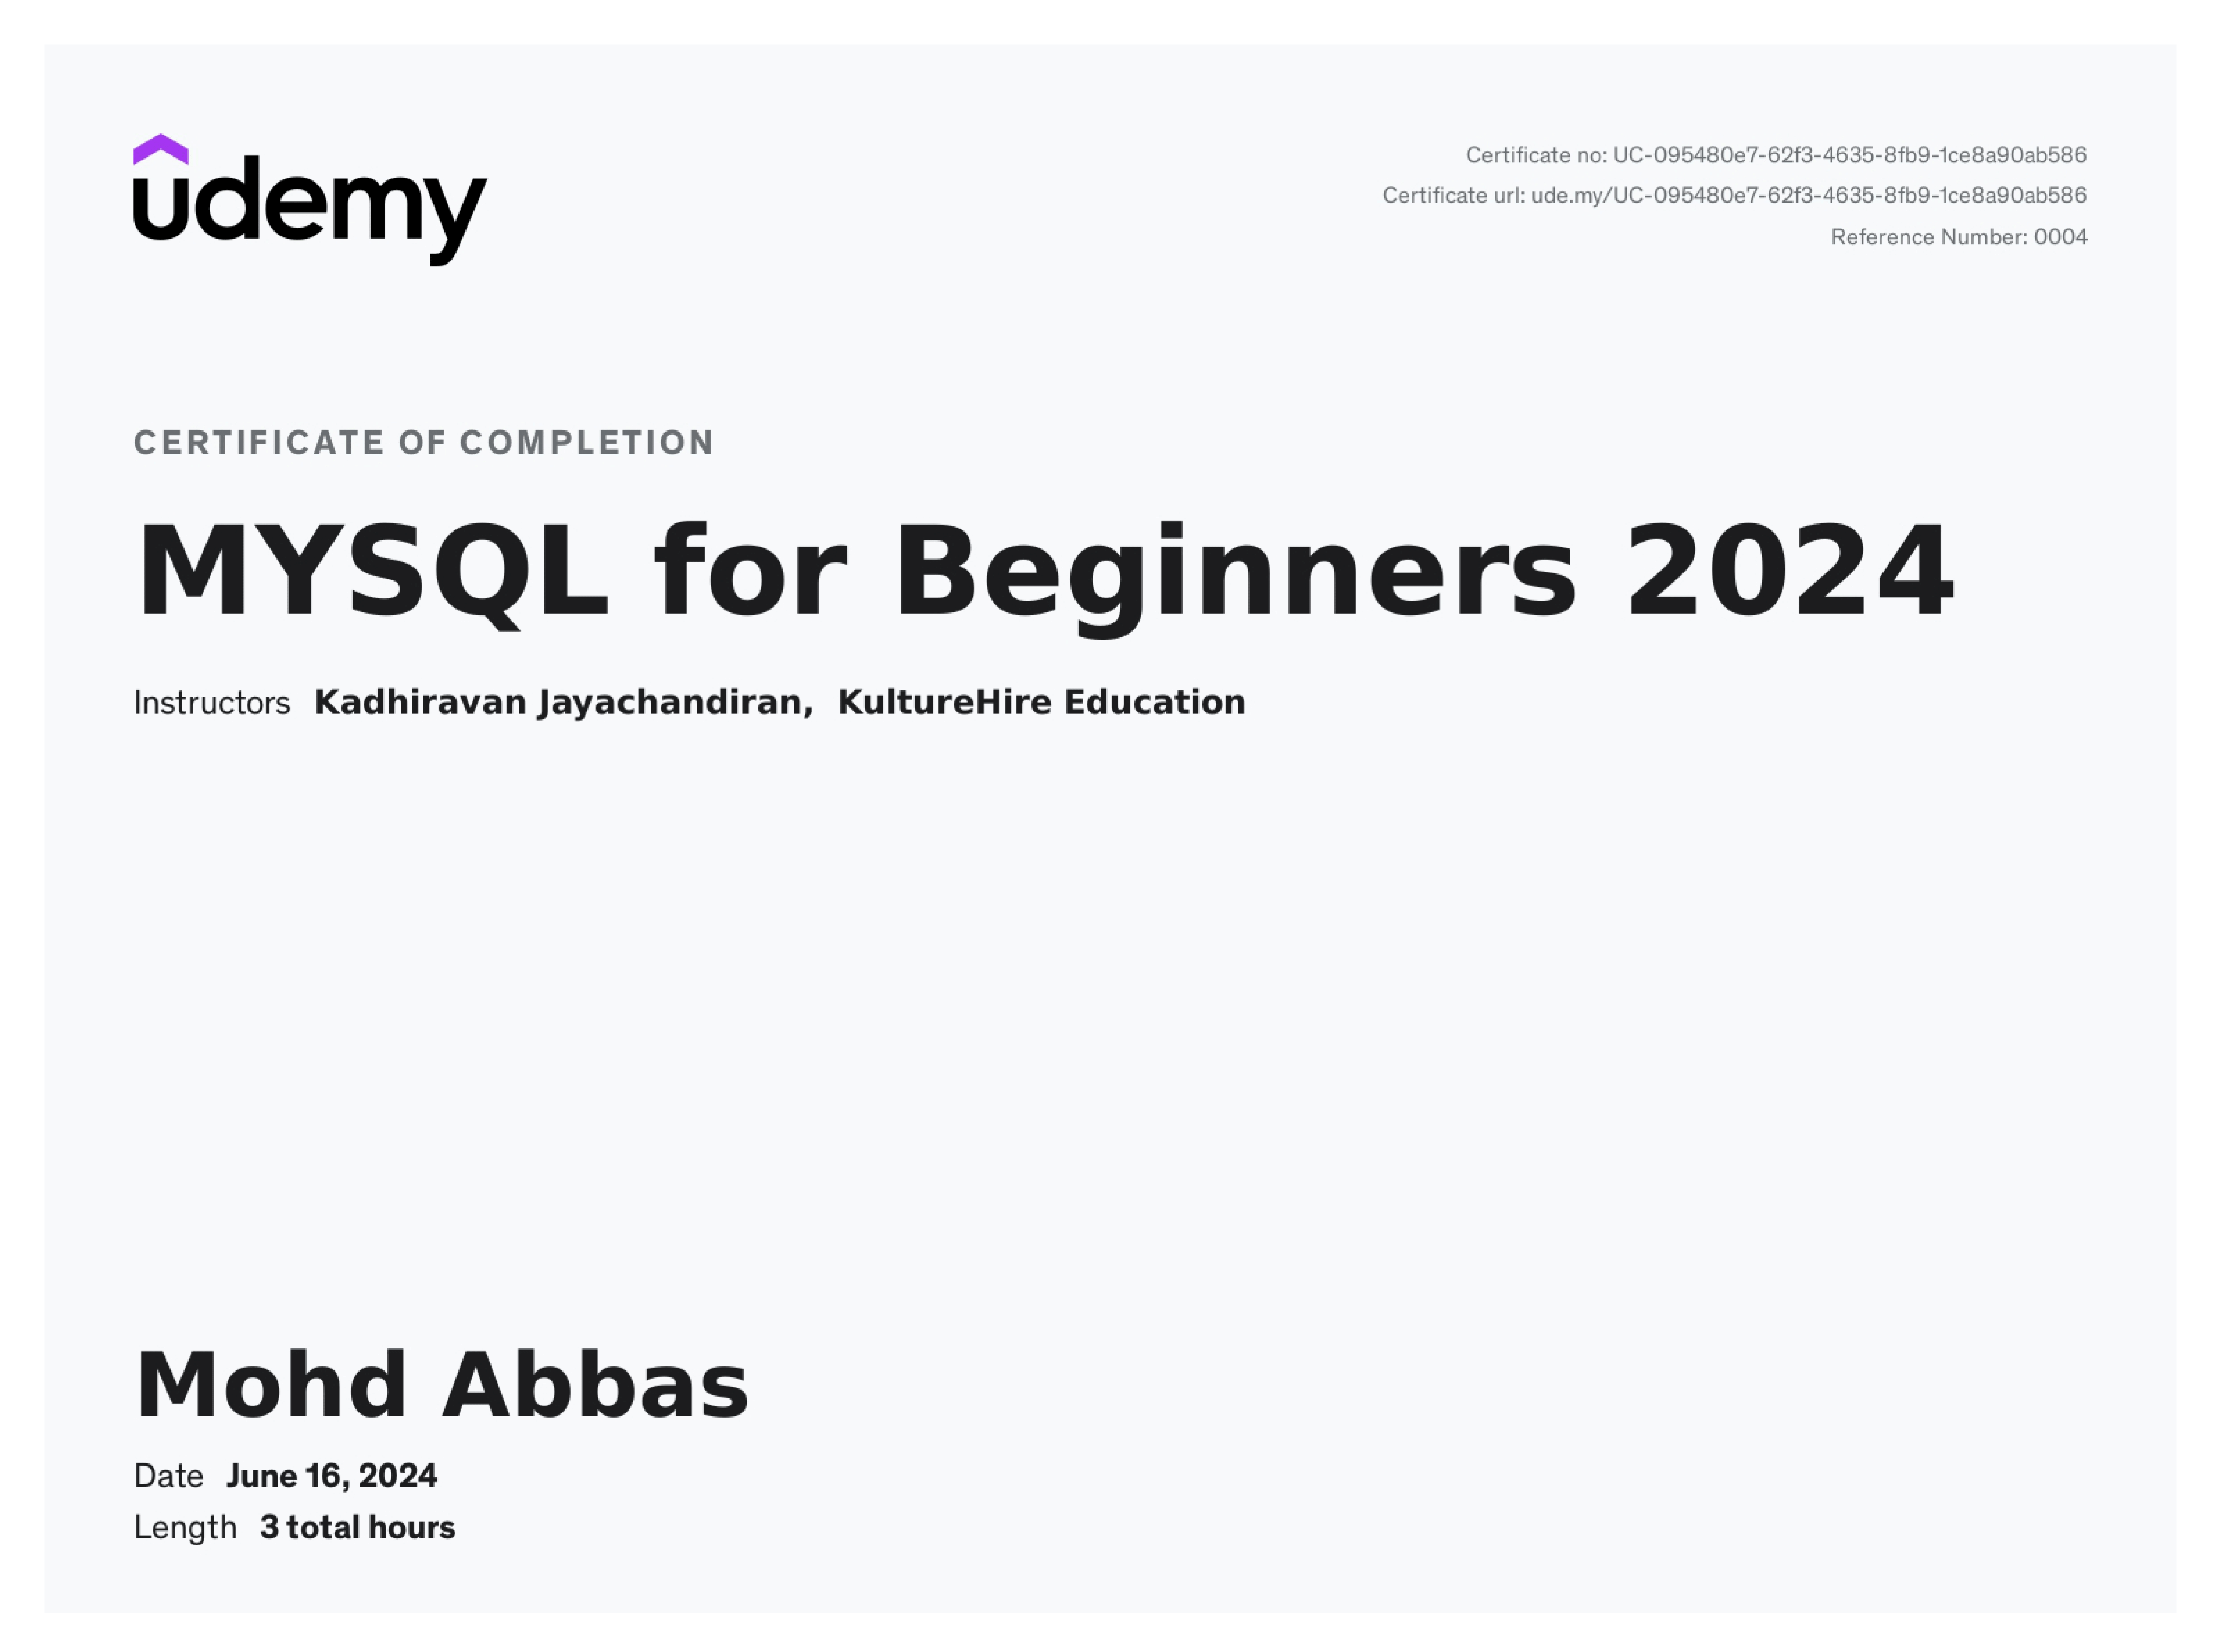 udemy
Certificate no: UC-095480e7-62f3-4635-8fb9-1ce8a90ab586
Certificate url: ude.my/UC-095480e7-62f3-4635-8fb9-1ce8a90ab586
Reference Number: 0004
CERTIFICATE OF COMPLETION
MYSQL for Beginners 2024
Instructors Kadhiravan Jayachandiran, KultureHire Education
Mohd Abbas
Date June 16, 2024
Length 3 total hours